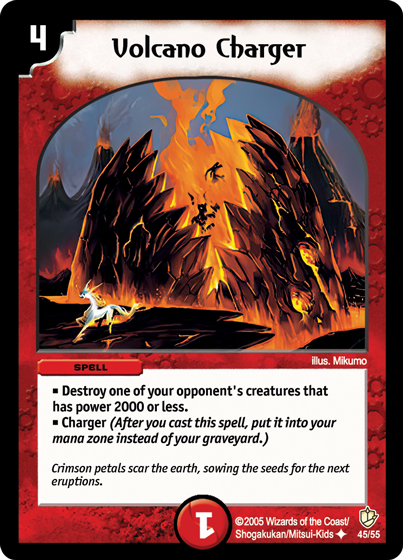 4
Volcano Charger
illus. Mikumo
SPELL
▪ Destroy one of your opponent's creatures that
has power 2000 or less.
▪ Charger (After you cast this spell, put it into your
mana zone instead of your graveyard.)
Crimson petals scar the earth, sowing the seeds for the next
eruptions.
1
©2005 Wizards of the Coast/
Shogakukan/Mitsui-Kids
45/55